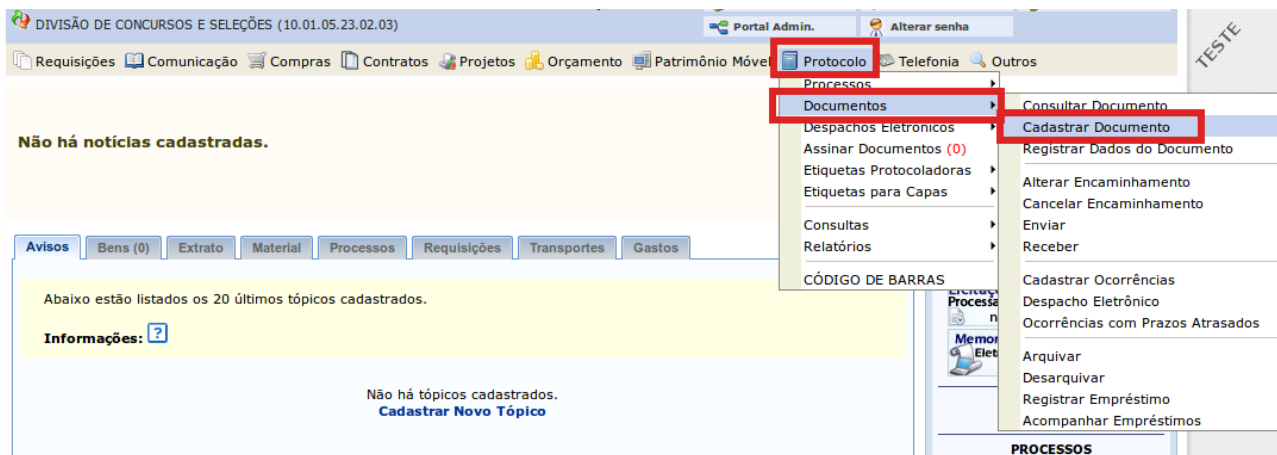 DIVISÃO DE CONCURSOS E SELEÇÕES (10.01.05.23.02.03)
Portal Admin.
Alterar senha
TESTE
Requisições Comunicação Compras Contratos Projetos Orçamento Patrimônio Móvel Protocolo Telefonia Outros
Processos
Documentos
Despachos Eletrônicos
Assinar Documentos (0)
Etiquetas Protocoladoras
Etiquetas para Capas
Consultas
Relatórios
CÓDIGO DE BARRAS
Consultar Documento
Cadastrar Documento
Registrar Dados do Documento
Alterar Encaminhamento
Cancelar Encaminhamento
Enviar
Receber
Cadastrar Ocorrências
Despacho Eletrônico
Ocorrências com Prazos Atrasados
Arquivar
Desarquivar
Registrar Empréstimo
Acompanhar Empréstimos
Não há notícias cadastradas.
Avisos Bens (0) Extrato Material Processos Requisições Transportes Gastos
Abaixo estão listados os 20 últimos tópicos cadastrados.
Informações: ?
Não há tópicos cadastrados.
Cadastrar Novo Tópico
PROCESSOS